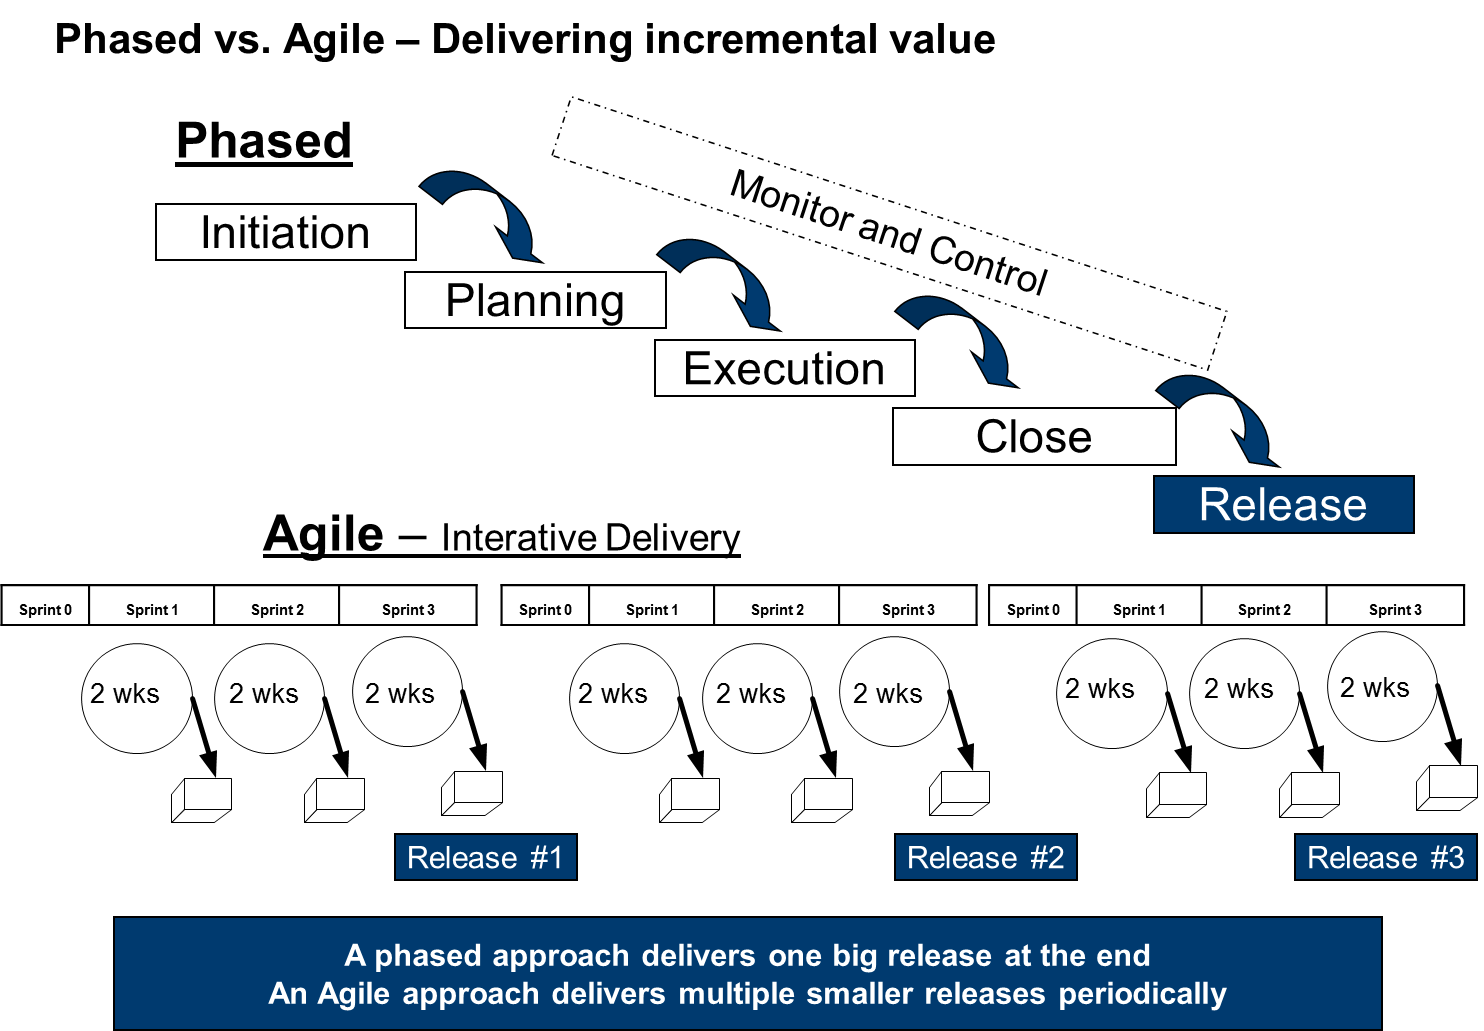 Phased vs. Agile – Delivering incremental value
Phased
Monitor and Control
Initiation
Planning
Execution
Close
Release
Agile – Interative Delivery
Sprint 0 Sprint 1 Sprint 2 Sprint 3 Sprint 0 Sprint 1 Sprint 2 Sprint 3 Sprint 0 Sprint 1 Sprint 2 Sprint 3
2 wks 2 wks 2 wks 2 wks 2 wks 2 wks 2 wks 2 wks 2 wks
Release #1 Release #2 Release #3
A phased approach delivers one big release at the end
An Agile approach delivers multiple smaller releases periodically